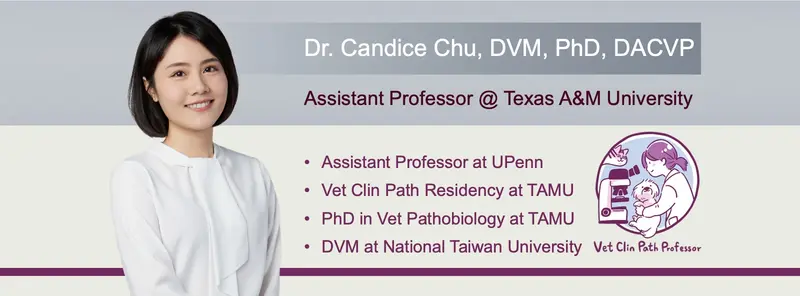 Dr. Candice Chu, DVM, PhD, DACVP
Assistant Professor @ Texas A&M University
• Assistant Professor at UPenn
• Vet Clin Path Residency at TAMU
• PhD in Vet Pathobiology at TAMU
• DVM at National Taiwan University
Vet Clin Path Professor